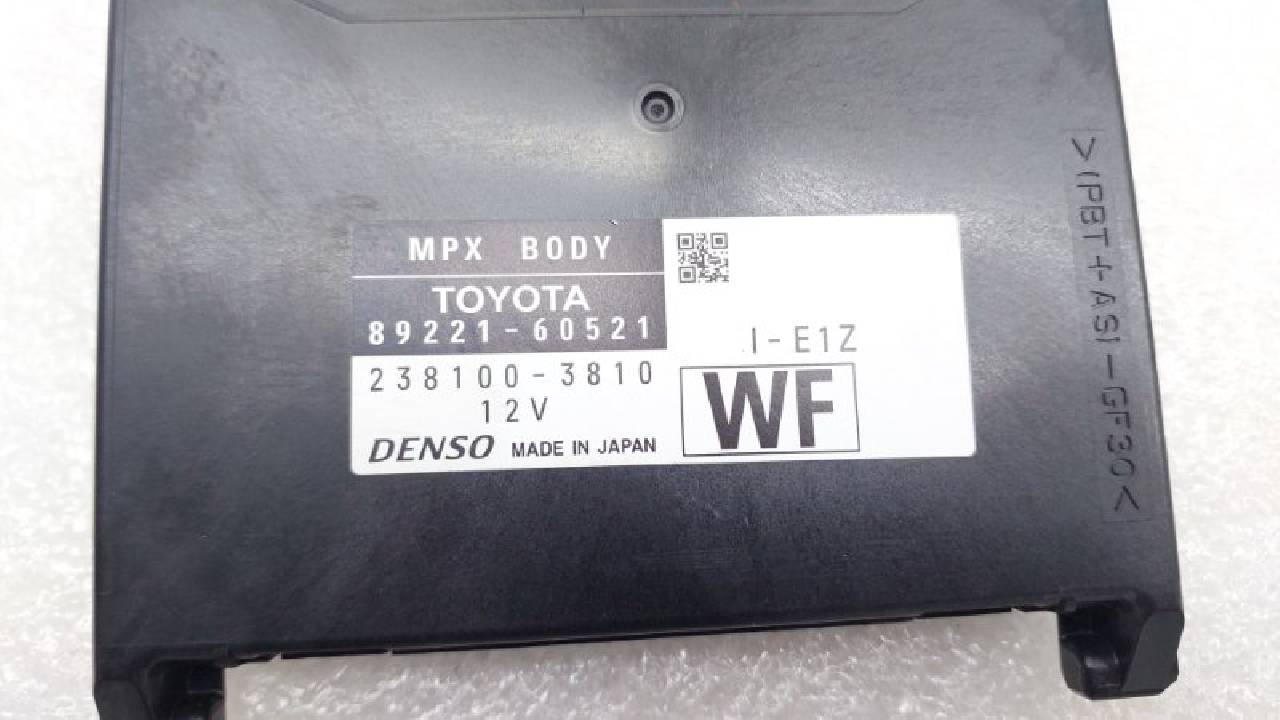 MPX BODY
TOYOTA
89221-60521
238100-3810
12V
DENSO MADE IN JAPAN
.I-E1Z
WF
>(PBT+ASI-GF30<